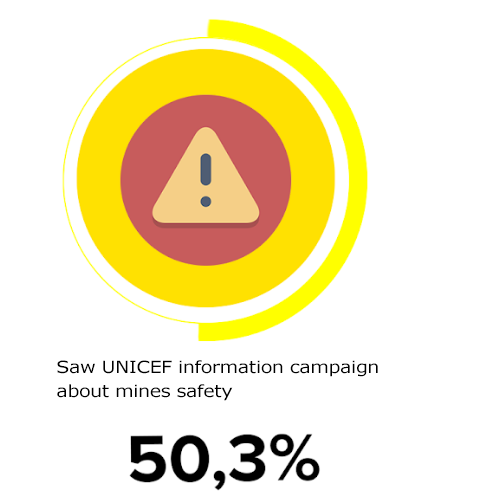 Saw UNICEF information campaign
about mines safety
50,3%